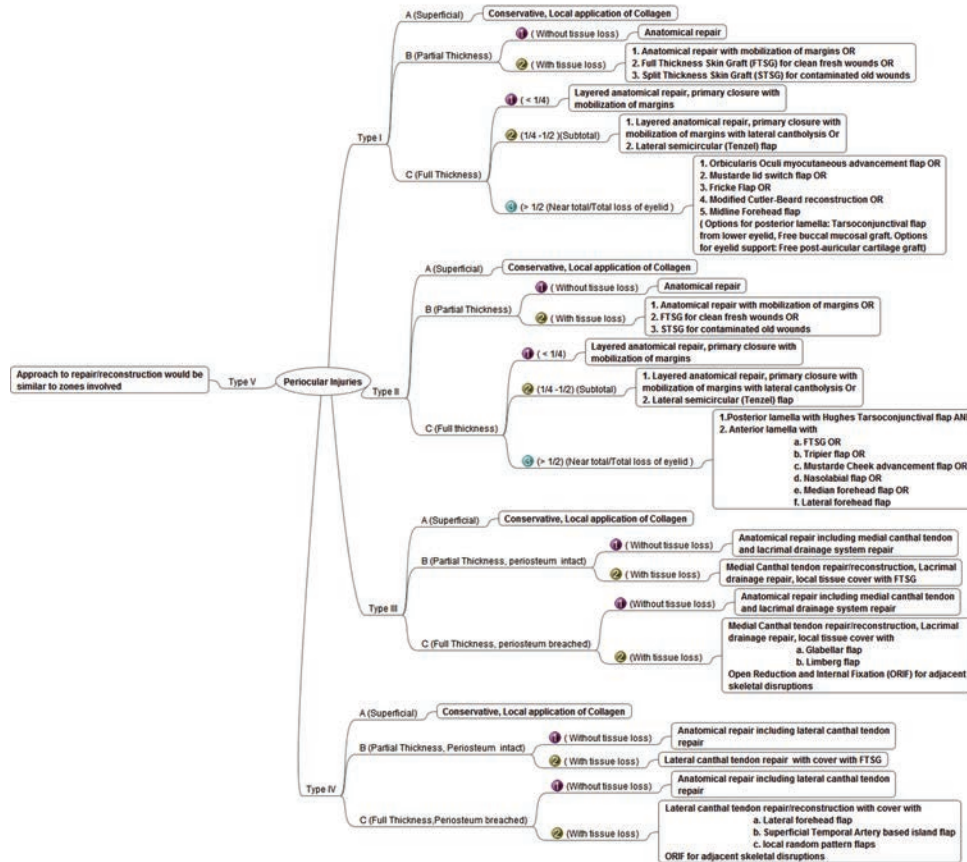 Periocular Injuries
Type I
A (Superficial)
Conservative, Local application of Collagen
B (Partial Thickness)
1 ( Without tissue loss)
Anatomical repair
2 ( With tissue loss)
1. Anatomical repair with mobilization of margins OR
2. Full Thickness Skin Graft (FTSG) for clean fresh wounds OR
3. Split Thickness Skin Graft (STSG) for contaminated old wounds
C (Full Thickness)
1 ( < 1/4)
Layered anatomical repair, primary closure with
mobilization of margins
2 (1/4 -1/2 )(Subtotal)
1. Layered anatomical repair, primary closure with
mobilization of margins with lateral cantholysis Or
2. Lateral semicircular (Tenzel) flap
(> 1/2 (Near total/Total loss of eyelid )
1. Orbicularis Oculi myocutaneous advancement flap OR
2. Mustarde lid switch flap OR
3. Fricke Flap OR
4. Modified Cutler-Beard reconstruction OR
5. Midline Forehead flap
( Options for posterior lamella: Tarsoconjunctival flap
from lower eyelid, Free buccal mucosal graft. Options
for eyelid support: Free post-auricular cartilage graft)
Type II
A (Superficial)
Conservative, Local application of Collagen
B (Partial Thickness)
1 ( Without tissue loss)
Anatomical repair
2 ( With tissue loss)
1. Anatomical repair with mobilization of margins OR
2. FTSG for clean fresh wounds OR
3. STSG for contaminated old wounds
C (Full thickness)
1 ( < 1/4)
Layered anatomical repair, primary closure with
mobilization of margins
2 (1/4 -1/2) (Subtotal)
1. Layered anatomical repair, primary closure with
mobilization of margins with lateral cantholysis Or
2. Lateral semicircular (Tenzel) flap
(> 1/2) (Near total/Total loss of eyelid )
1.Posterior lamella with Hughes Tarsoconjunctival flap AN
2. Anterior lamella with
a. FTSG OR
b. Tripier flap OR
c. Mustarde Cheek advancement flap OR
d. Nasolabial flap OR
e. Median forehead flap OR
f. Lateral forehead flap
Type V
Approach to repair/reconstruction would be
similar to zones involved
Type III
A (Superficial)
Conservative, Local application of Collagen
B (Partial Thickness, periosteum intact)
1 ( Without tissue loss)
Anatomical repair including medial canthal tendon
and lacrimal drainage system repair
2 ( With tissue loss)
Medial Canthal tendon repair/reconstruction, Lacrimal
drainage repair, local tissue cover with FTSG
C (Full Thickness, periosteum breached)
1 (Without tissue loss)
Anatomical repair including medial canthal tendon
and lacrimal drainage system repair
2 (With tissue loss)
Medial Canthal tendon repair/reconstruction, Lacrimal
drainage repair, local tissue cover with
a. Glabellar flap
b. Limberg flap
Open Reduction and Internal Fixation (ORIF) for adjacent
skeletal disruptions
Type IV
A (Superficial)
Conservative, Local application of Collagen
B (Partial Thickness, Periosteum intact)
1 ( Without tissue loss)
Anatomical repair including lateral canthal tendon
repair
2 ( With tissue loss)
Lateral canthal tendon repair with cover with FTSG
C (Full Thickness,Periosteum breached)
1 (Without tissue loss)
Anatomical repair including lateral canthal tendon
repair
2 (With tissue loss)
Lateral canthal tendon repair/reconstruction with cover with
a. Lateral forehead flap
b. Superficial Temporal Artery based island flap
c. local random pattern flaps
ORIF for adjacent skeletal disruptions